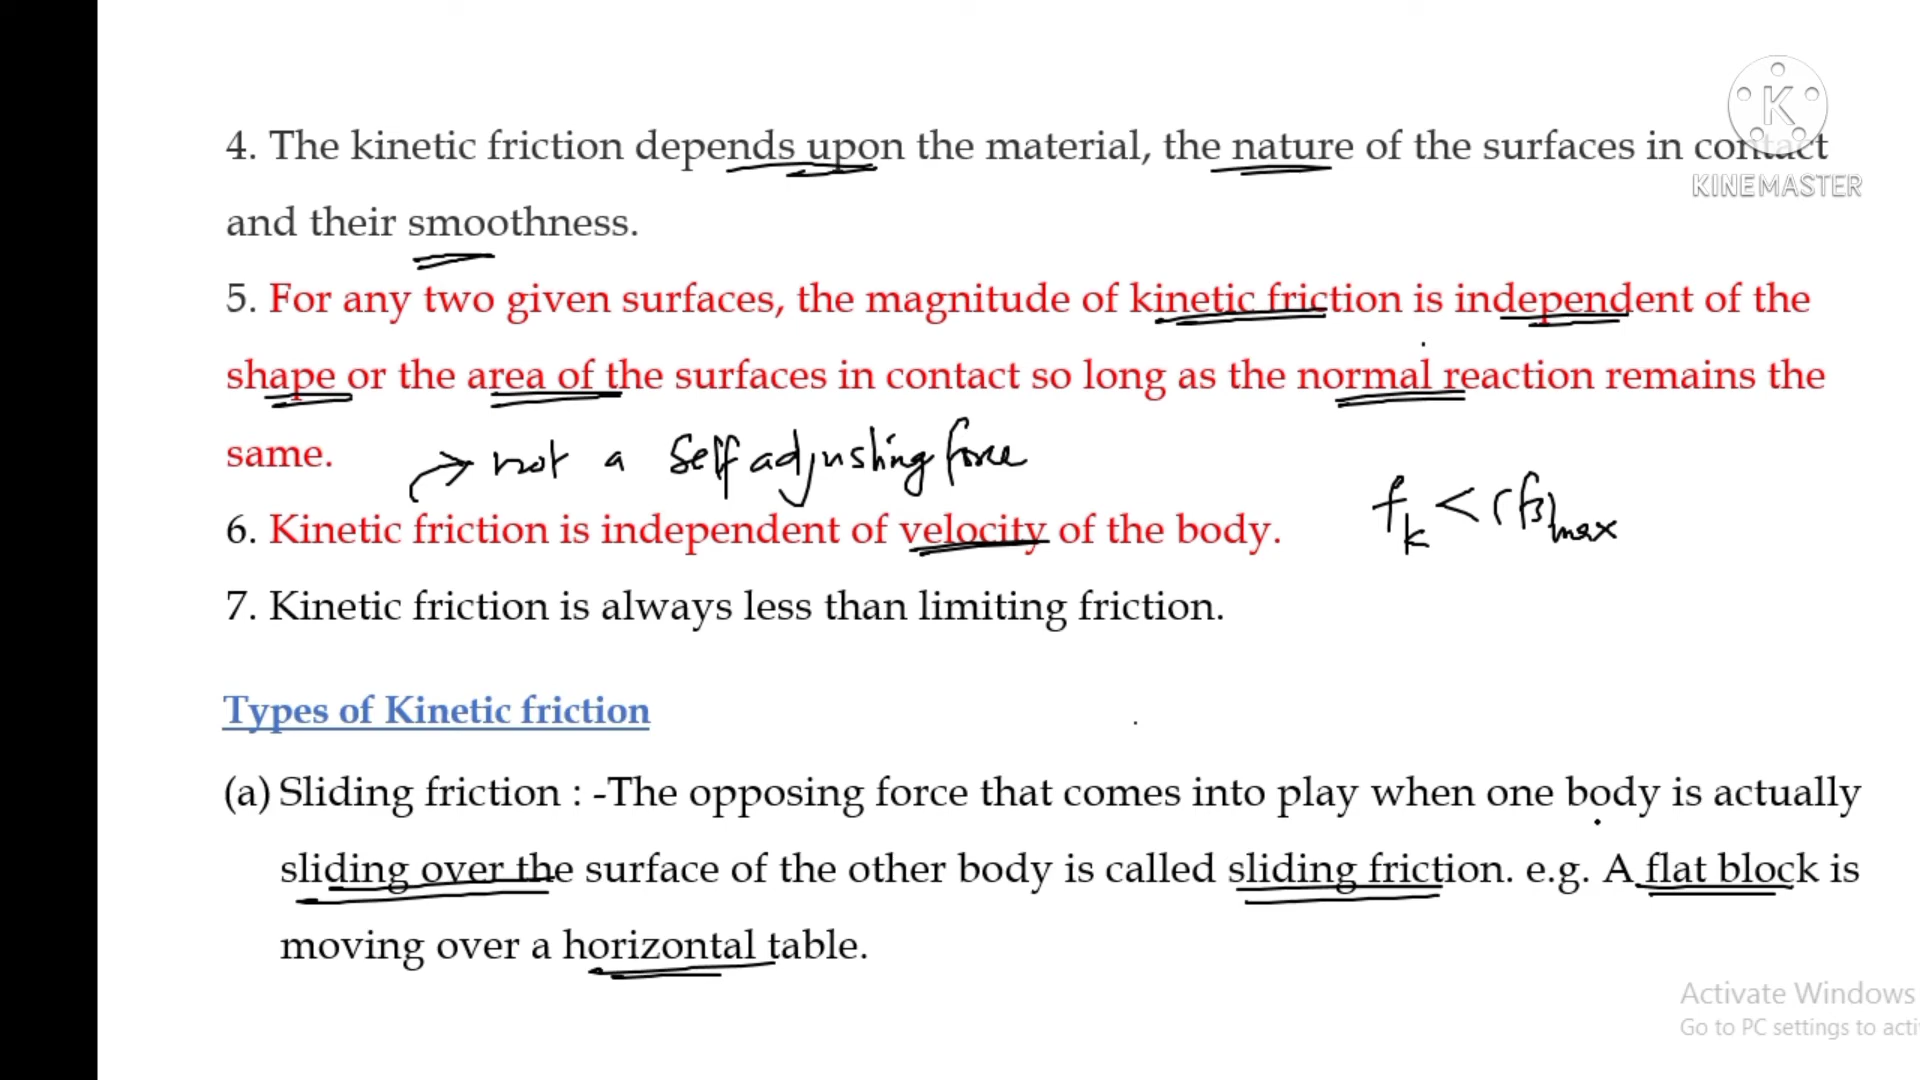 4. The kinetic friction depends upon the material, the nature of the surfaces in contact
K
KINEMASTER
and their smoothness.
5. For any two given surfaces, the magnitude of kinetic friction is independent of the
shape or the area of the surfaces in contact so long as the normal reaction remains the
same.
→ not a self adjusting force
fk < (fs)max
6. Kinetic friction is independent of velocity of the body.
7. Kinetic friction is always less than limiting friction.
Types of Kinetic friction
(a) Sliding friction : -The opposing force that comes into play when one body is actually
sliding over the surface of the other body is called sliding friction. e.g. A flat block is
moving over a horizontal table.
Activate Windows
Go to PC settings to acti